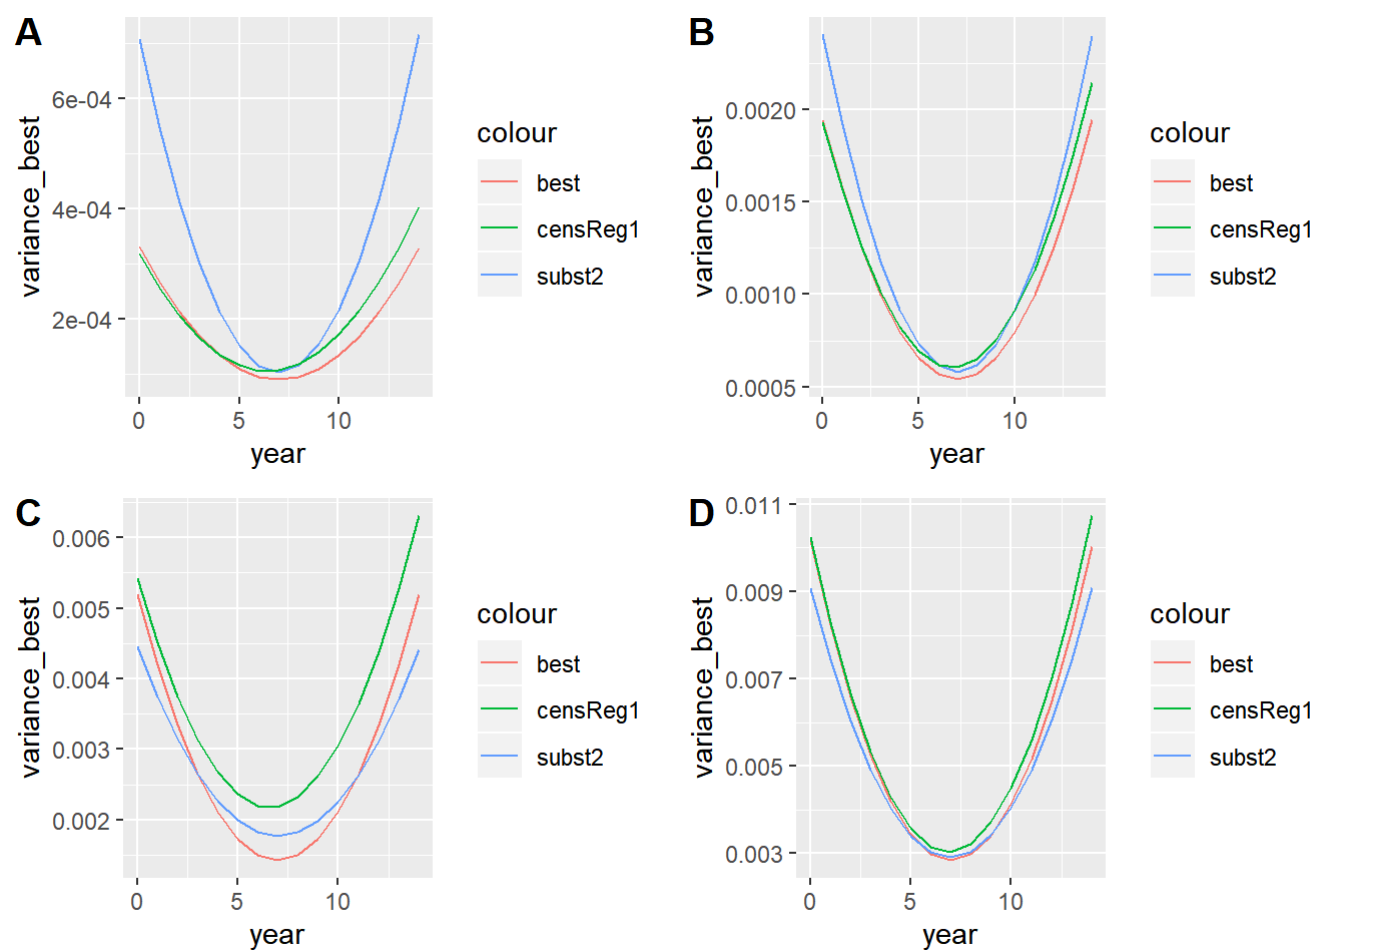 A
variance_best
6e-04
4e-04
2e-04
0 5 10
year
colour
best
censReg1
subst2
B
variance_best
0.0020
0.0015
0.0010
0.0005
0 5 10
year
colour
best
censReg1
subst2
C
variance_best
0.006
0.005
0.004
0.003
0.002
0 5 10
year
colour
best
censReg1
subst2
D
variance_best
0.011
0.009
0.007
0.005
0.003
0 5 10
year
colour
best
censReg1
subst2